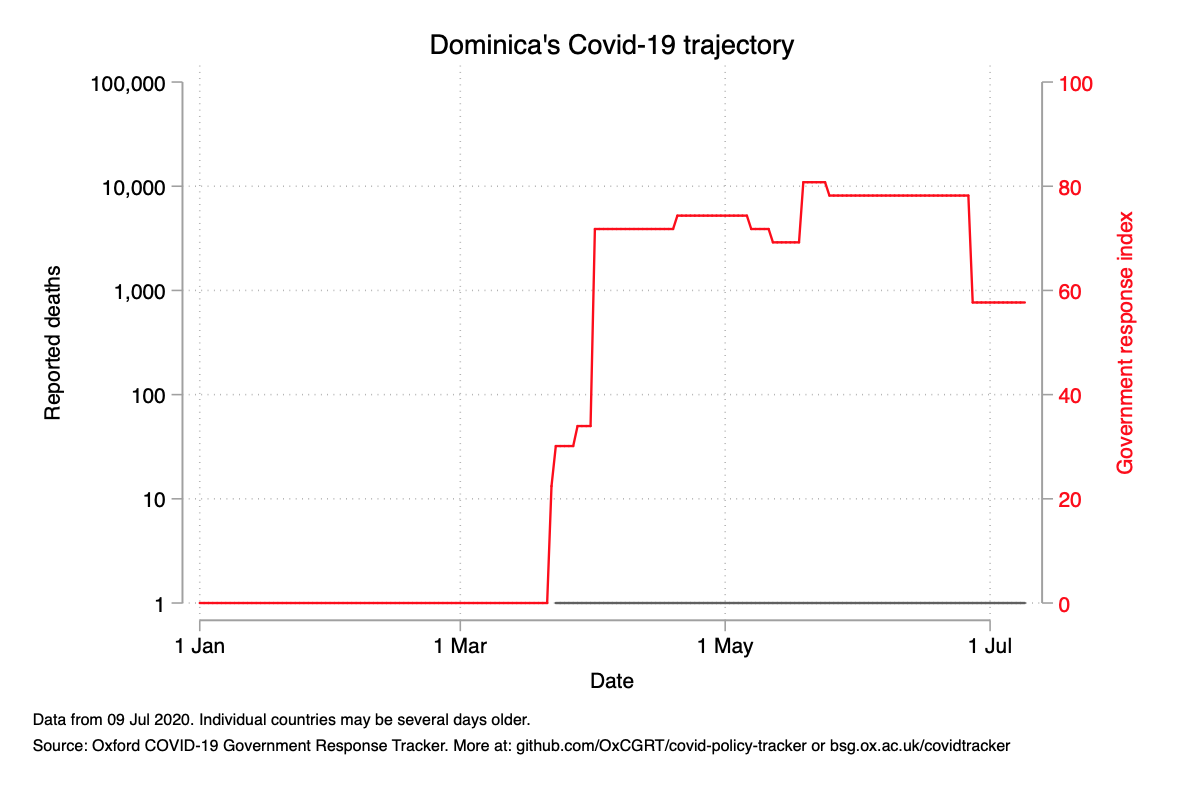 Dominica's Covid-19 trajectory
100,000
10,000
1,000
100
10
1
Reported deaths
100
80
60
40
20
0
Government response index
1 Jan
1 Mar
1 May
1 Jul
Date
Data from 09 Jul 2020. Individual countries may be several days older.
Source: Oxford COVID-19 Government Response Tracker. More at: github.com/OxCGRT/covid-policy-tracker or bsg.ox.ac.uk/covidtracker